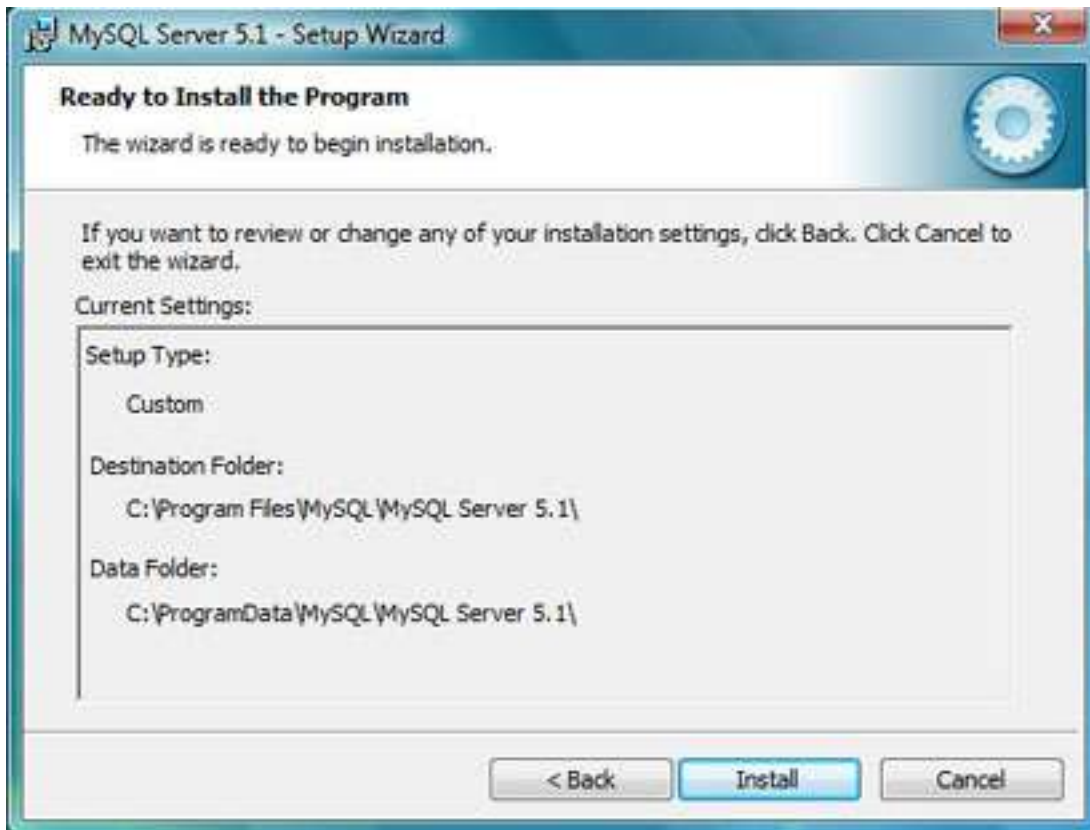 MySQL Server 5.1 - Setup Wizard
Ready to Install the Program
The wizard is ready to begin installation.
If you want to review or change any of your installation settings, click Back. Click Cancel to
exit the wizard.
Current Settings:
Setup Type:
Custom
Destination Folder:
C:\Program Files\MySQL\MySQL Server 5.1\
Data Folder:
C:\ProgramData\MySQL\MySQL Server 5.1\
< Back
Install
Cancel